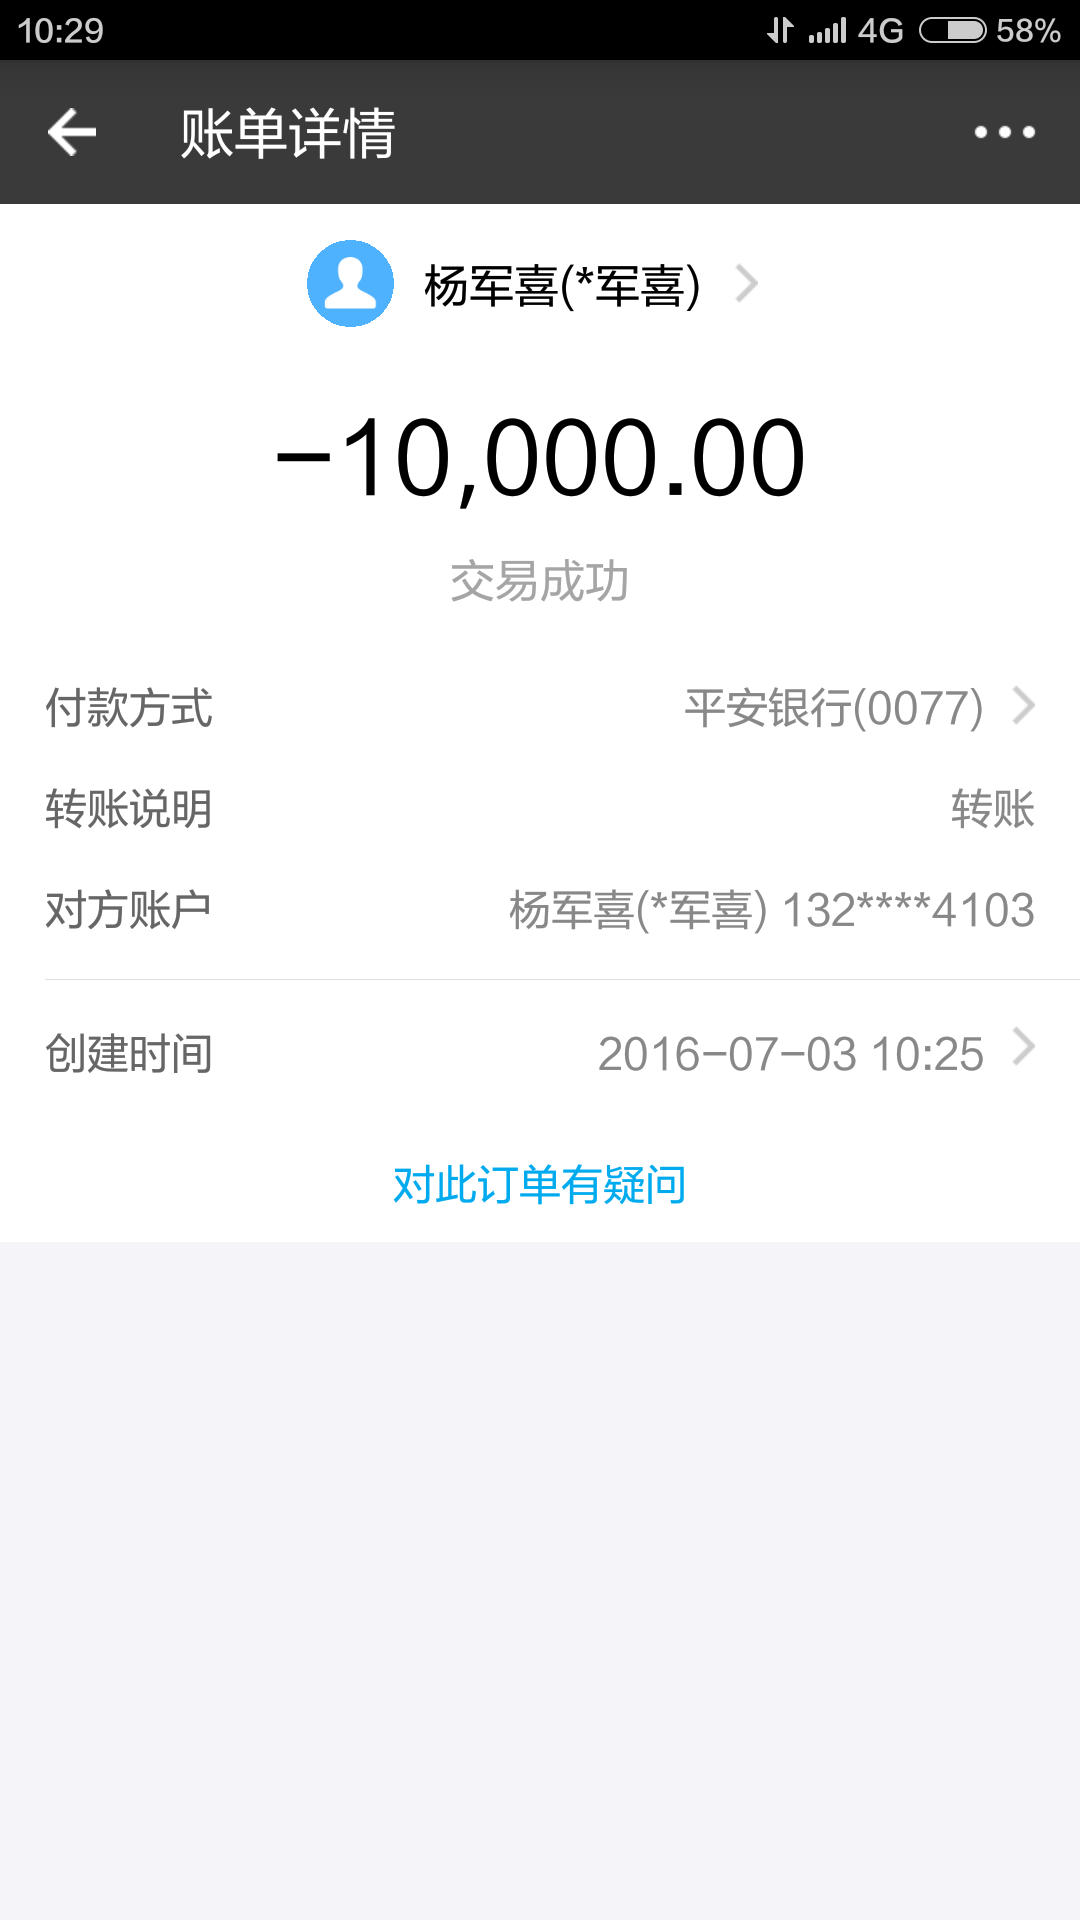 10:29 4G 58%
账单详情
杨军喜(*军喜)
-10,000.00
交易成功
付款方式 平安银行(0077)
转账说明 转账
对方账户 杨军喜(*军喜) 132****4103
创建时间 2016-07-03 10:25
对此订单有疑问